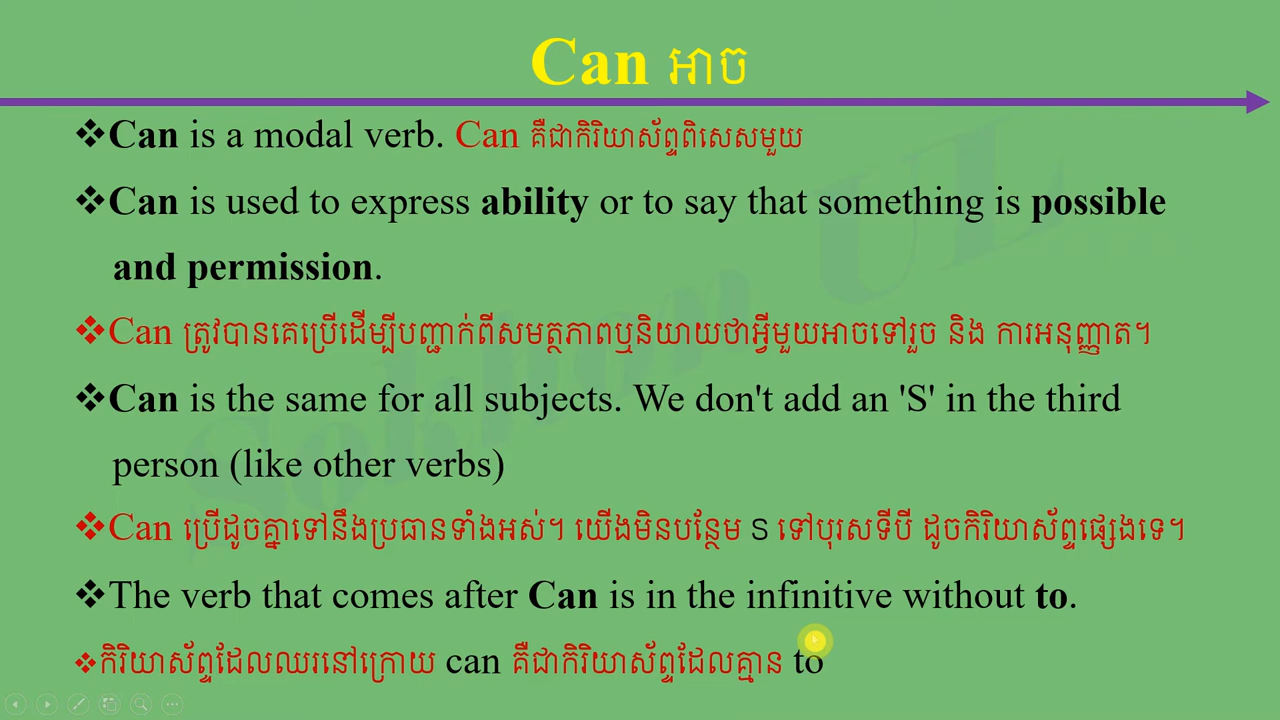 Can អាច
❖Can is a modal verb. Can គឺជាកិរិយាស័ព្ទពិសេសមួយ
❖Can is used to express ability or to say that something is possible
and permission.
❖Can ត្រូវបានគេប្រើដើម្បីបញ្ជាក់ពីសមត្ថភាពឬនិយាយថាអ្វីមួយអាចទៅរួច និង ការអនុញ្ញាត។
❖Can is the same for all subjects. We don't add an 'S' in the third
person (like other verbs)
❖Can ប្រើដូចគ្នាទៅនឹងប្រធានទាំងអស់។ យើងមិនបន្ថែម S ទៅបុរសទីបី ដូចកិរិយាស័ព្ទផ្សេងទេ។
❖The verb that comes after Can is in the infinitive without to.
❖កិរិយាស័ព្ទដែលឈរនៅក្រោយ can គឺជាកិរិយាស័ព្ទដែលគ្មាន to
Sokhom UL